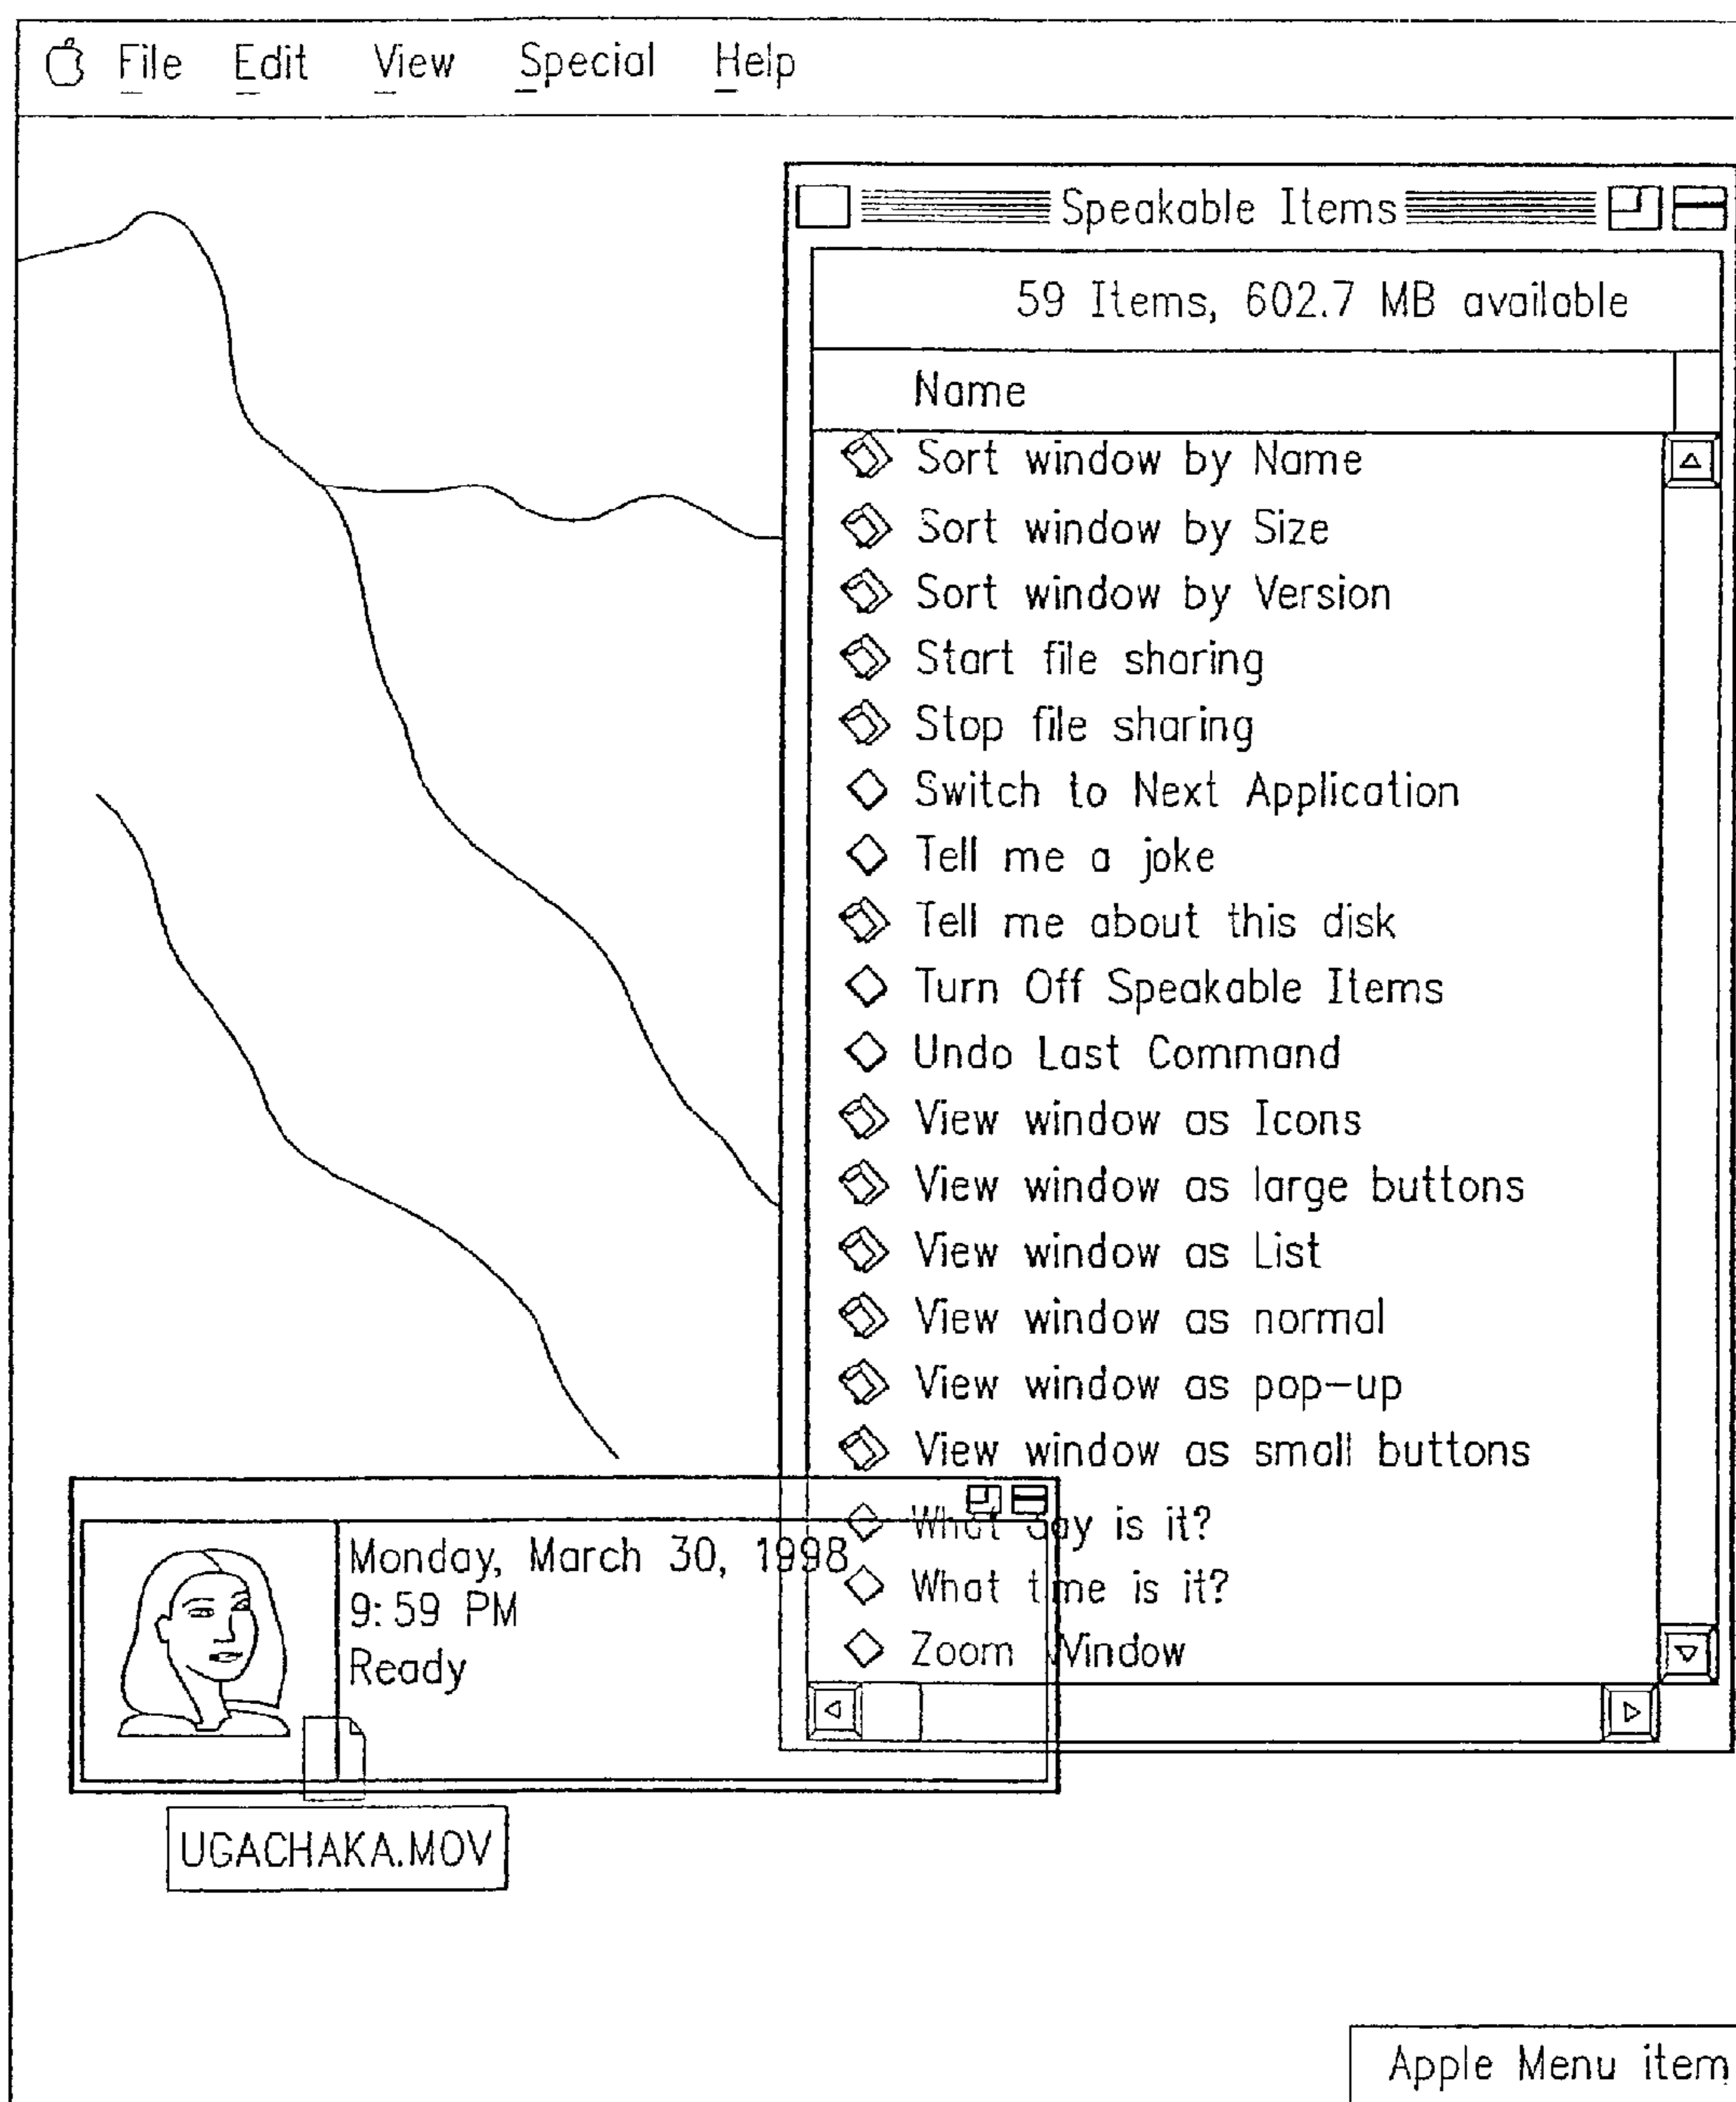 File Edit View Special Help
Speakable Items
59 Items, 602.7 MB available
Name
Sort window by Name
Sort window by Size
Sort window by Version
Start file sharing
Stop file sharing
Switch to Next Application
Tell me a joke
Tell me about this disk
Turn Off Speakable Items
Undo Last Command
View window as Icons
View window as large buttons
View window as List
View window as normal
View window as pop-up
View window as small buttons
What day is it?
What time is it?
Zoom Window
Monday, March 30, 1998
9:59 PM
Ready
UGACHAKA.MOV
Apple Menu item